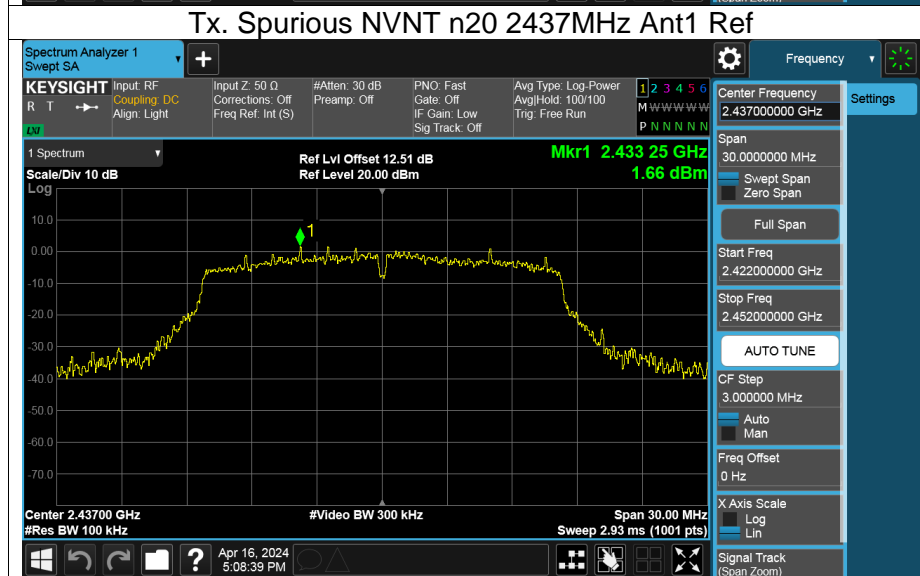 (Span Zoom)
Tx. Spurious NVNT n20 2437MHz Ant1 Ref
Spectrum Analyzer 1
Swept SA
+
Frequency
KEYSIGHT
R T
LXI
Input: RF
Coupling: DC
Align: Light
Input Z: 50 Ω
Corrections: Off
Freq Ref: Int (S)
#Atten: 30 dB
Preamp: Off
PNO: Fast
Gate: Off
IF Gain: Low
Sig Track: Off
Avg Type: Log-Power
Avg|Hold: 100/100
Trig: Free Run
1 2 3 4 5 6
M W W W W W
P N N N N N
1 Spectrum
Scale/Div 10 dB
Ref Lvl Offset 12.51 dB
Ref Level 20.00 dBm
Mkr1 2.433 25 GHz
1.66 dBm
Log
10.0
0.00
-10.0
-20.0
-30.0
-40.0
-50.0
-60.0
-70.0
1
Center 2.43700 GHz
#Res BW 100 kHz
#Video BW 300 kHz
Span 30.00 MHz
Sweep 2.93 ms (1001 pts)
Center Frequency
2.437000000 GHz
Settings
Span
30.0000000 MHz
Swept Span
Zero Span
Full Span
Start Freq
2.422000000 GHz
Stop Freq
2.452000000 GHz
AUTO TUNE
CF Step
3.000000 MHz
Auto
Man
Freq Offset
0 Hz
X Axis Scale
Log
Lin
Signal Track
(Span Zoom)
?
Apr 16, 2024
5:08:39 PM